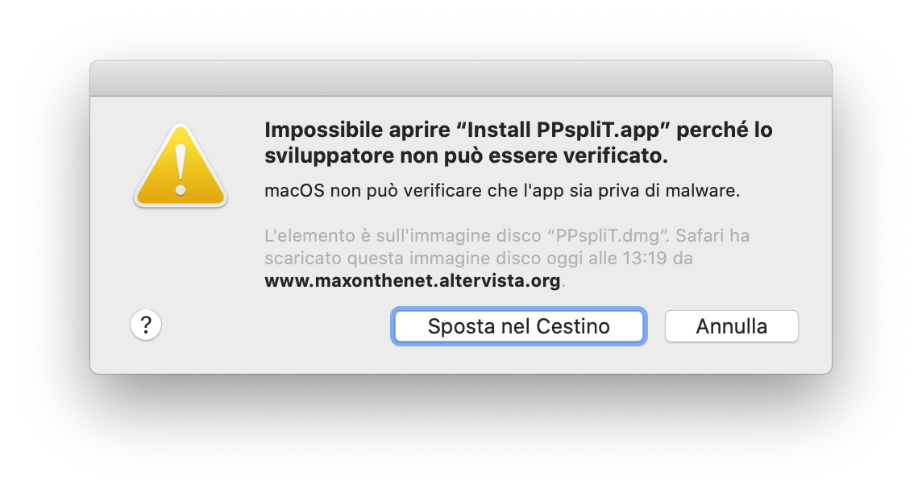 Impossibile aprire “Install PPspliT.app” perché lo
sviluppatore non può essere verificato.
macOS non può verificare che l'app sia priva di malware.
L'elemento è sull'immagine disco “PPspliT.dmg”. Safari ha
scaricato questa immagine disco oggi alle 13:19 da
www.maxonthenet.altervista.org.
? Sposta nel Cestino Annulla